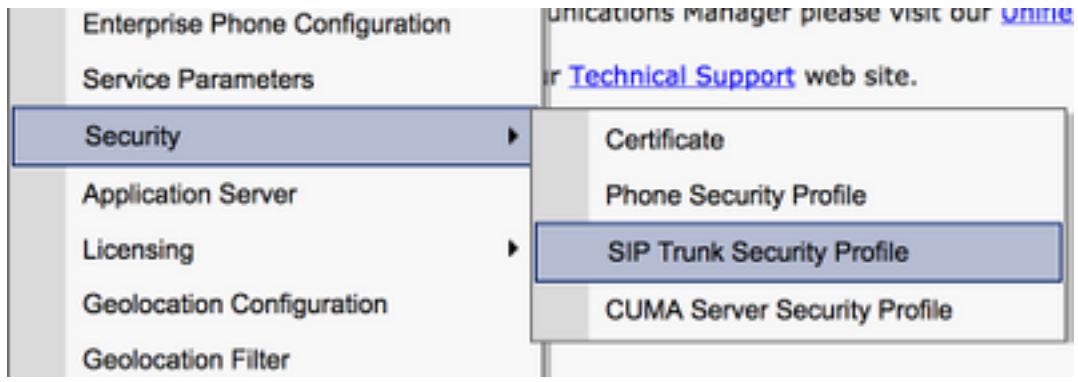 Enterprise Phone Configuration
unications Manager please visit our Unifie
Service Parameters
r Technical Support web site.
Security
Certificate
Application Server
Phone Security Profile
Licensing
SIP Trunk Security Profile
Geolocation Configuration
CUMA Server Security Profile
Geolocation Filter